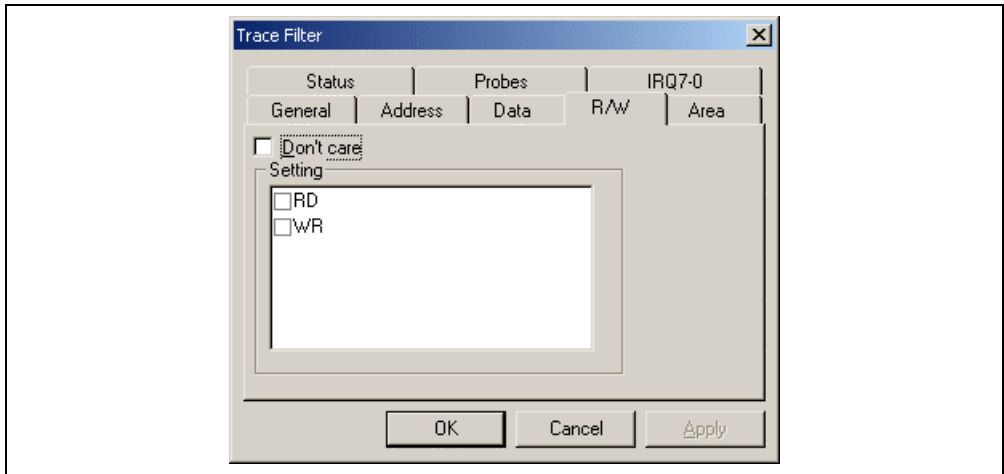 Trace Filter
Status Probes IRQ7-0
General Address Data R/W Area
Don't care
Setting
RD
WR
OK Cancel Apply